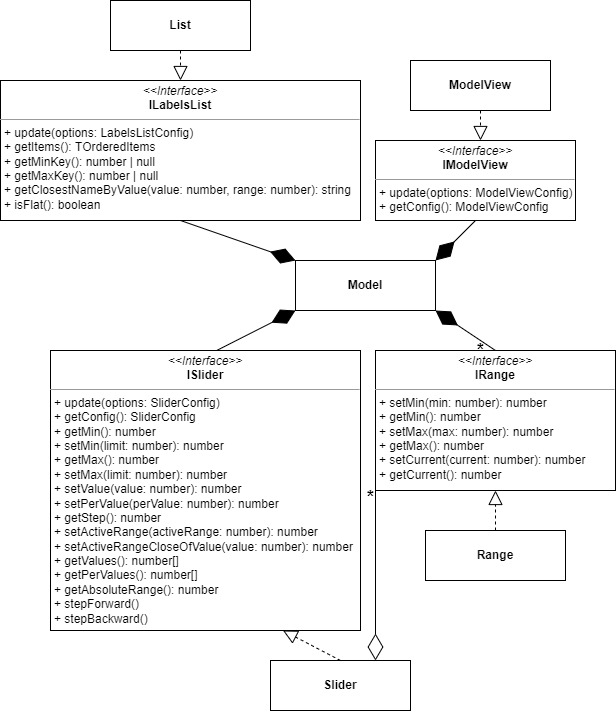 List
<<Interface>>
ILabelsList
+ update(options: LabelsListConfig)
+ getItems(): TOrderedItems
+ getMinKey(): number | null
+ getMaxKey(): number | null
+ getClosestNameByValue(value: number, range: number): string
+ isFlat(): boolean
ModelView
<<Interface>>
IModelView
+ update(options: ModelViewConfig)
+ getConfig(): ModelViewConfig
Model
<<Interface>>
ISlider
+ update(options: SliderConfig)
+ getConfig(): SliderConfig
+ getMin(): number
+ setMin(limit: number): number
+ getMax(): number
+ setMax(limit: number): number
+ setValue(value: number): number
+ setPerValue(perValue: number): number
+ getStep(): number
+ setActiveRange(activeRange: number): number
+ setActiveRangeCloseOfValue(value: number): number
+ getValues(): number[]
+ getPerValues(): number[]
+ getAbsoluteRange(): number
+ stepForward()
+ stepBackward()
*
<<Interface>>
IRange
+ setMin(min: number): number
+ getMin(): number
+ setMax(max: number): number
+ getMax(): number
+ setCurrent(current: number): number
+ getCurrent(): number
*
Range
Slider